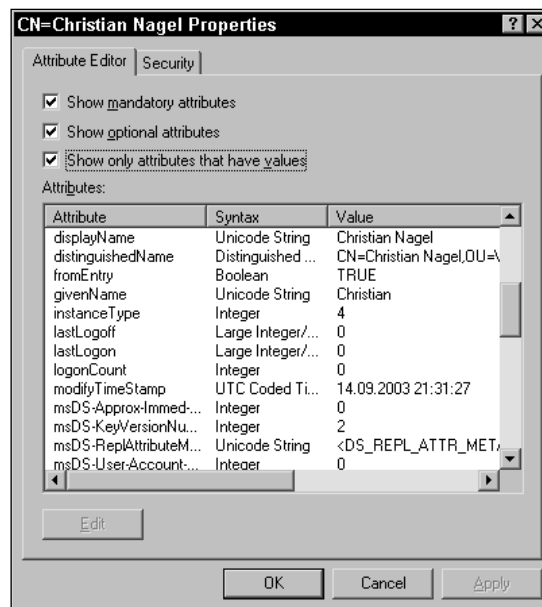 CN=Christian Nagel Properties
Attribute Editor Security
Show mandatory attributes
Show optional attributes
Show only attributes that have values
Attributes:
Attribute Syntax Value
displayName Unicode String Christian Nagel
distinguishedName Distinguished ... CN=Christian Nagel,OU=\
fromEntry Boolean TRUE
givenName Unicode String Christian
instanceType Integer 4
lastLogoff Large Integer/... 0
lastLogon Large Integer/... 0
logonCount Integer 0
modifyTimeStamp UTC Coded Ti... 14.09.2003 21:31:27
msDS-Approx-Immed-... Integer 0
msDS-KeyVersionNu... Integer 2
msDS-ReplAttributeM... Unicode String <DS_REPL_ATTR_META
msDS-User-Account-... Integer 0
Edit
OK Cancel Apply